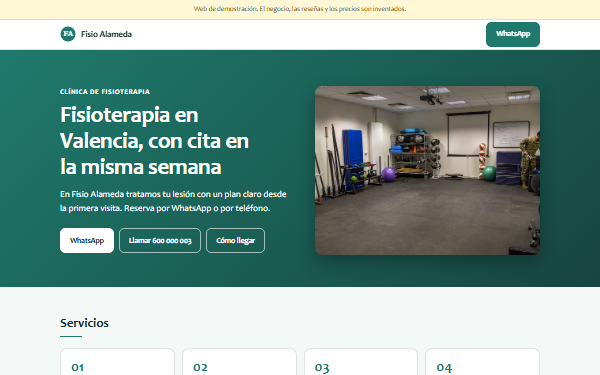 Web de demostración. El negocio, las reseñas y los precios son inventados.
FA Fisio Alameda
WhatsApp
CLÍNICA DE FISIOTERAPIA
Fisioterapia en
Valencia, con cita en
la misma semana
En Fisio Alameda tratamos tu lesión con un plan claro desde
la primera visita. Reserva por WhatsApp o por teléfono.
WhatsApp
Llamar 600 000 003
Cómo llegar
Servicios
01
02
03
04